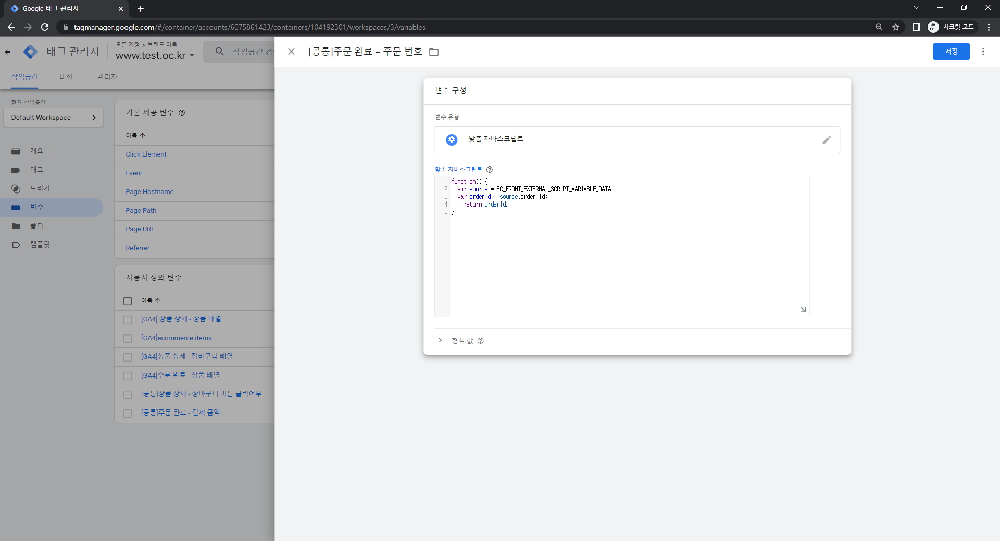 Google 태그 관리자
tagmanager.google.com/#/container/accounts/6075861423/containers/104192301/workspaces/3/variables
시크릿 모드
태그 관리자
모든 계정 > 브랜드 이름
www.test.oc.kr
작업공간 검색
[공통]주문 완료 – 주문 번호
저장
작업공간
버전
관리자
현재 작업공간
Default Workspace
개요
태그
트리거
변수
폴더
템플릿
기본 제공 변수
이름
Click Element
Event
Page Hostname
Page Path
Page URL
Referrer
사용자 정의 변수
이름
[GA4] 상품 상세 - 상품 배열
[GA4]ecommerce.items
[GA4]상품 상세 - 장바구니 배열
[GA4]주문 완료 - 상품 배열
[공통]상품 상세 - 장바구니 버튼 클릭여부
[공통]주문 완료 - 결제 금액
변수 구성
변수 유형
맞춤 자바스크립트
맞춤 자바스크립트
1 function() {
2 var source = EC_FRONT_EXTERNAL_SCRIPT_VARIABLE_DATA;
3 var orderId = source.order_id;
4 return orderId;
5 }
6
형식 값